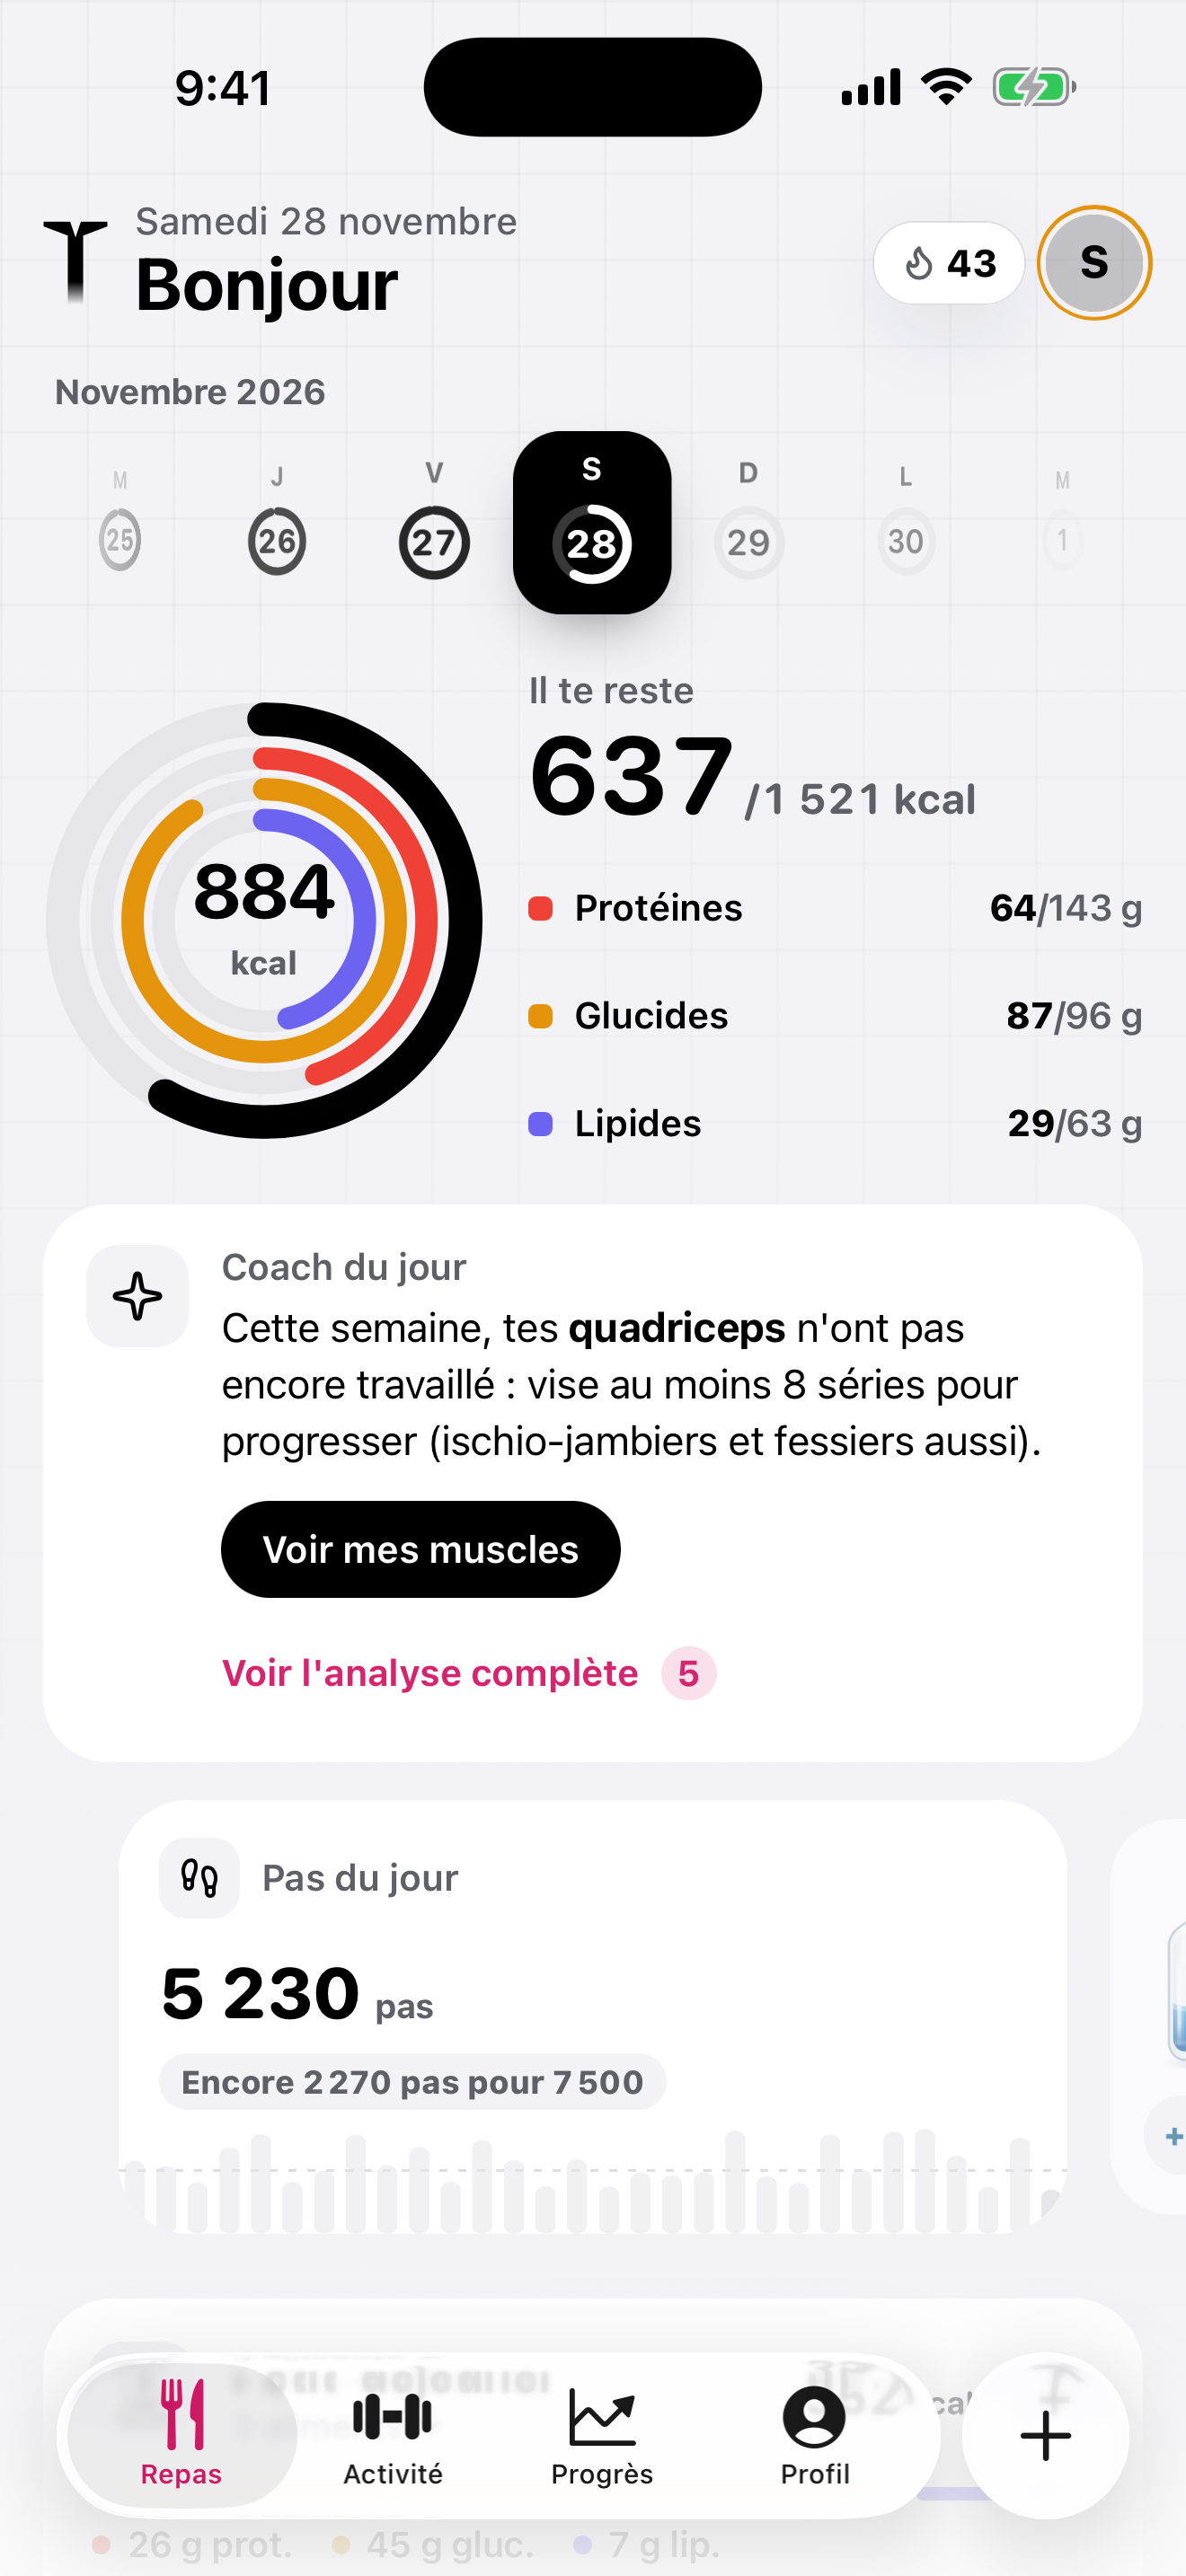 9:41
Samedi 28 novembre
Bonjour
43
S
Novembre 2026
M J V S D L M
25 26 27 28 29 30 1
Il te reste
637 /1 521 kcal
884
kcal
Protéines 64/143 g
Glucides 87/96 g
Lipides 29/63 g
Coach du jour
Cette semaine, tes quadriceps n'ont pas
encore travaillé : vise au moins 8 séries pour
progresser (ischio-jambiers et fessiers aussi).
Voir mes muscles
Voir l'analyse complète 5
Pas du jour
5 230 pas
Encore 2 270 pas pour 7 500
+
Repas Activité Progrès Profil
26 g prot. 45 g gluc. 7 g lip.